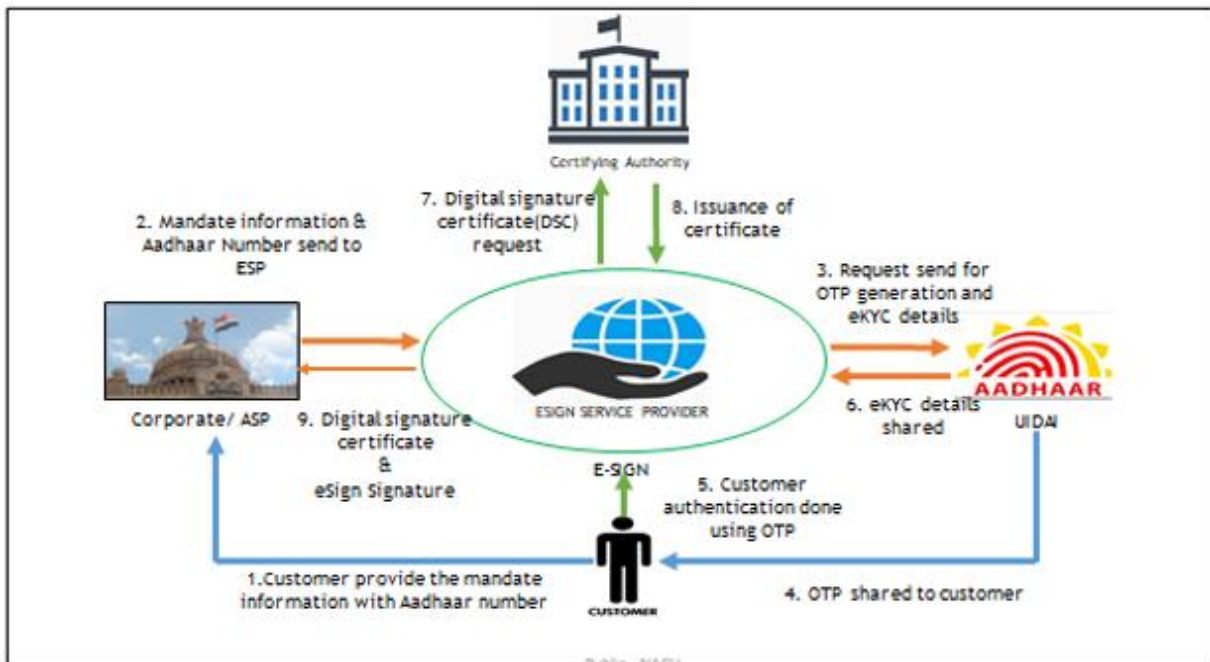 Certifying Authority
7. Digital signature
certificate(DSC)
request
8. Issuance of
certificate
2. Mandate information &
Aadhaar Number send to
ESP
3. Request send for
OTP generation and
eKYC details
ESIGN SERVICE PROVIDER
AADHAAR
Corporate/ ASP
9. Digital signature
certificate
&
eSign Signature
6. eKYC details
shared
UIDAI
E-SIGN
5. Customer
authentication done
using OTP
1.Customer provide the mandate
information with Aadhaar number
CUSTOMER
4. OTP shared to customer